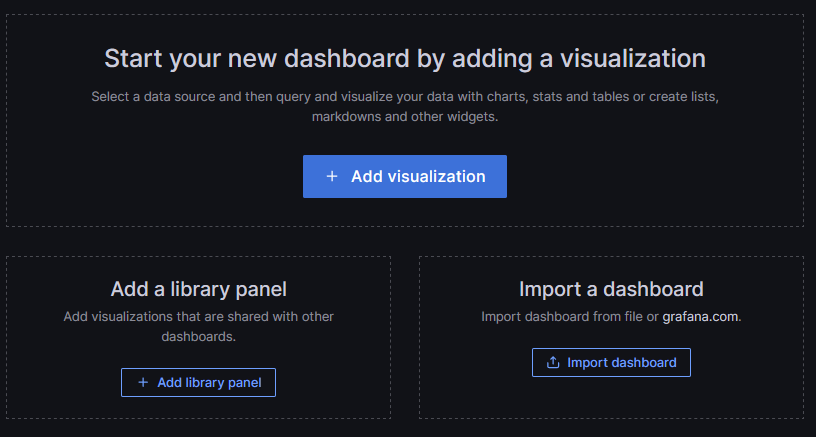 Start your new dashboard by adding a visualization
Select a data source and then query and visualize your data with charts, stats and tables or create lists,
markdowns and other widgets.
Add visualization
Add a library panel
Add visualizations that are shared with other
dashboards.
Add library panel
Import a dashboard
Import dashboard from file or grafana.com.
Import dashboard